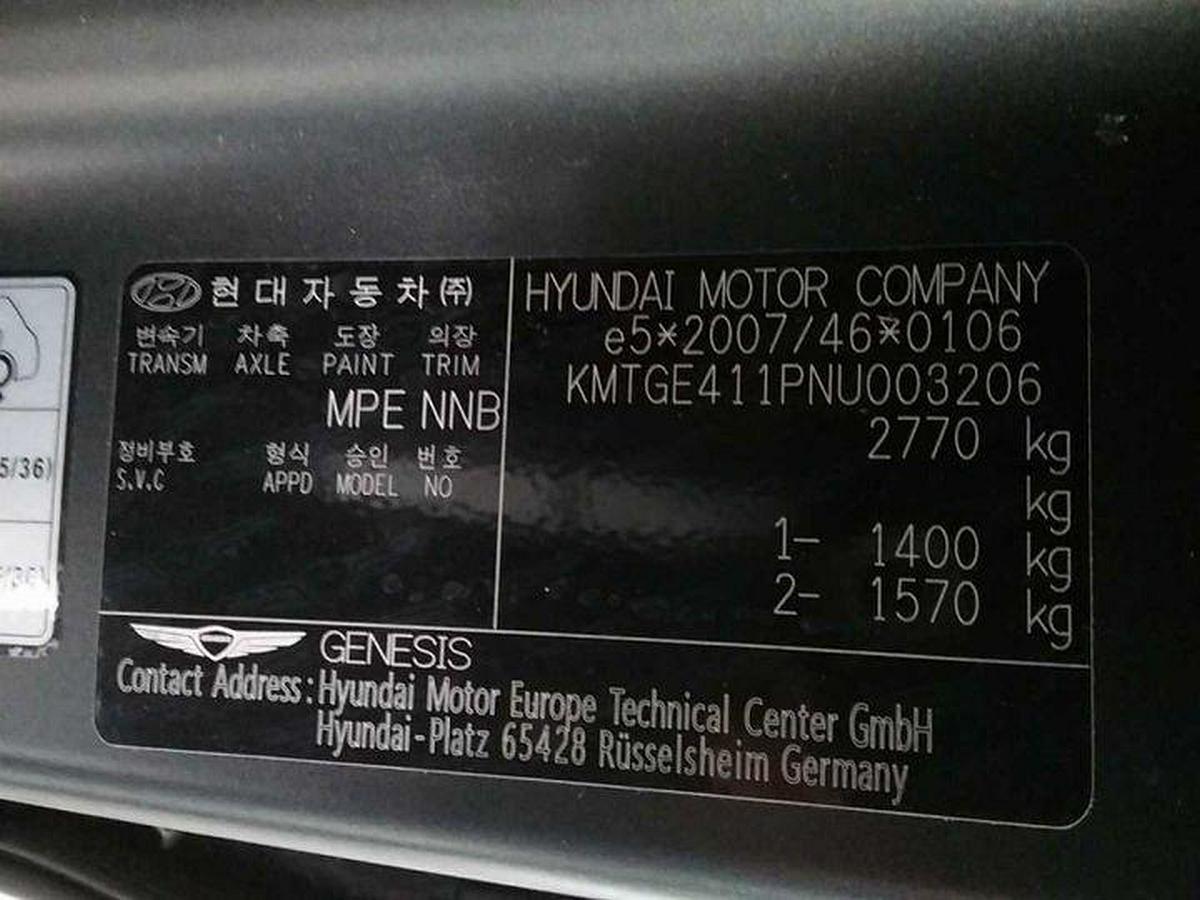 현대자동차㈜
변속기 차축 도장 의장
TRANSM AXLE PAINT TRIM
MPE NNB
정비부호 형식 승인 번호
S.V.C APPD MODEL NO
HYUNDAI MOTOR COMPANY
e5*2007/46*0106
KMTGE411PNU003206
2770 kg
kg
1- 1400 kg
2- 1570 kg
GENESIS
Contact Address : Hyundai Motor Europe Technical Center GmbH
Hyundai-Platz 65428 Rüsselsheim Germany
5/36)